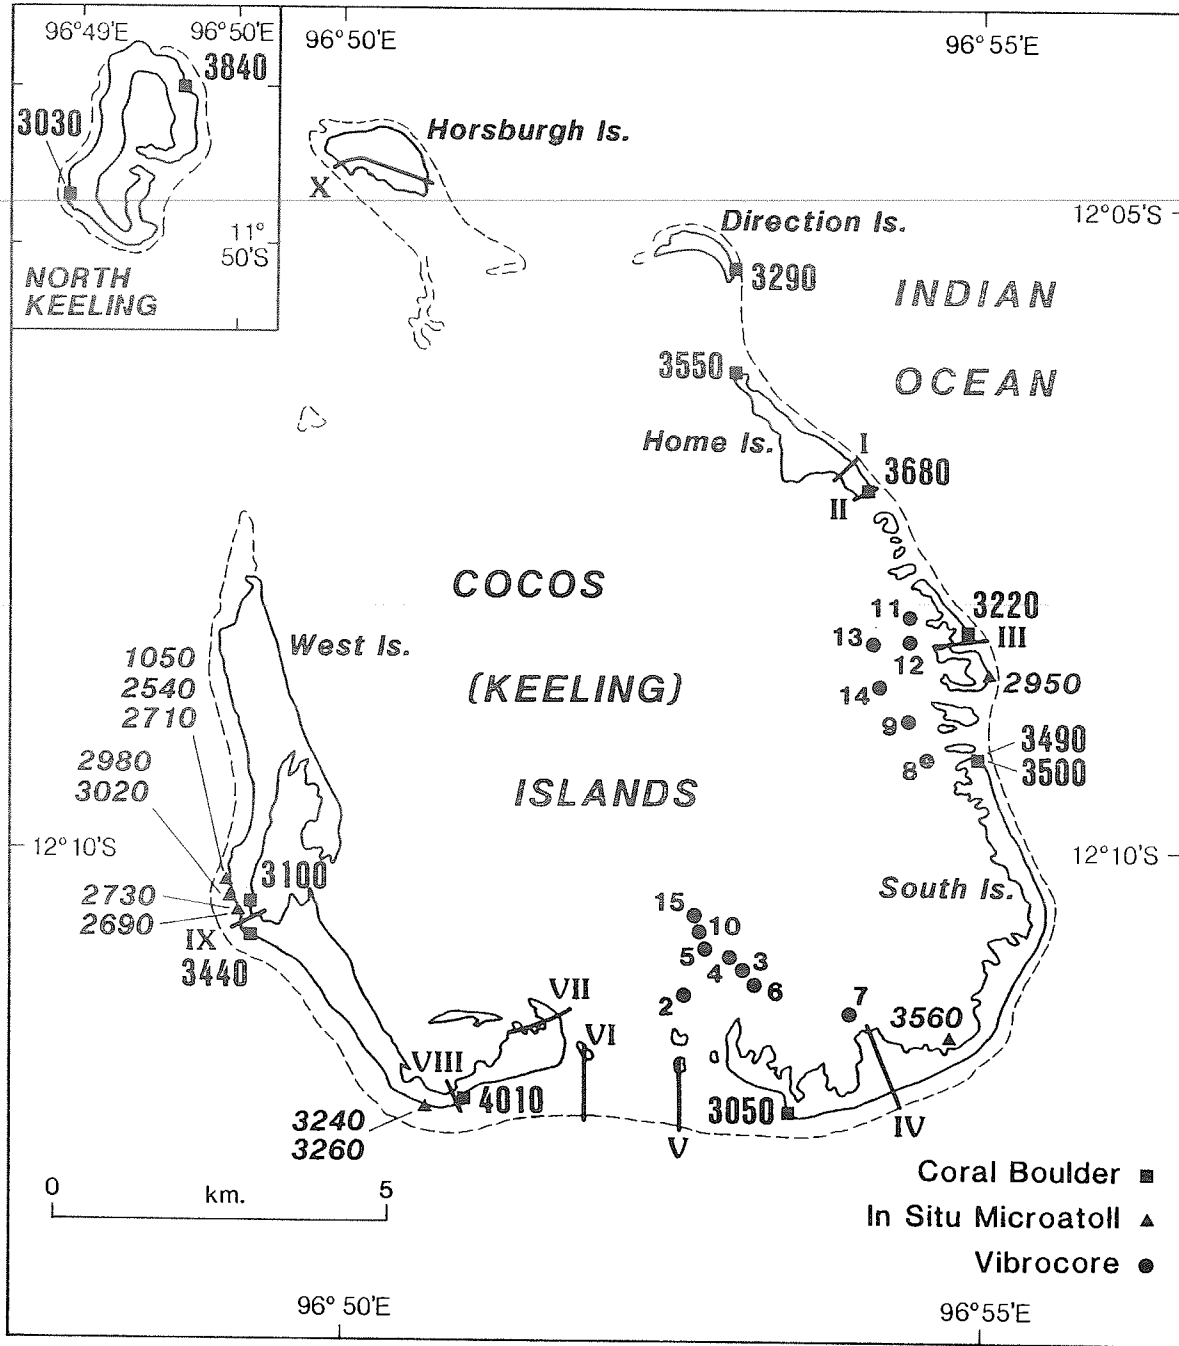 96°49'E
96°50'E
3840
3030
11°
50'S
NORTH
KEELING
96°50'E
96°55'E
Horsburgh Is.
X
12°05'S
Direction Is.
3290
INDIAN
OCEAN
3550
Home Is.
I
3680
II
COCOS
(KEELING)
ISLANDS
West Is.
11
3220
13
III
12
1050
2540
2710
14
2950
9
2980
3020
3490
3500
8
12°10'S
12°10'S
3100
South Is.
2730
2690
IX
3440
15
10
5
4
3
6
2
7
3560
VII
VI
VIII
4010
3050
IV
V
3240
3260
Coral Boulder
In Situ Microatoll
Vibrocore
0
5
km.
96°50'E
96°55'E